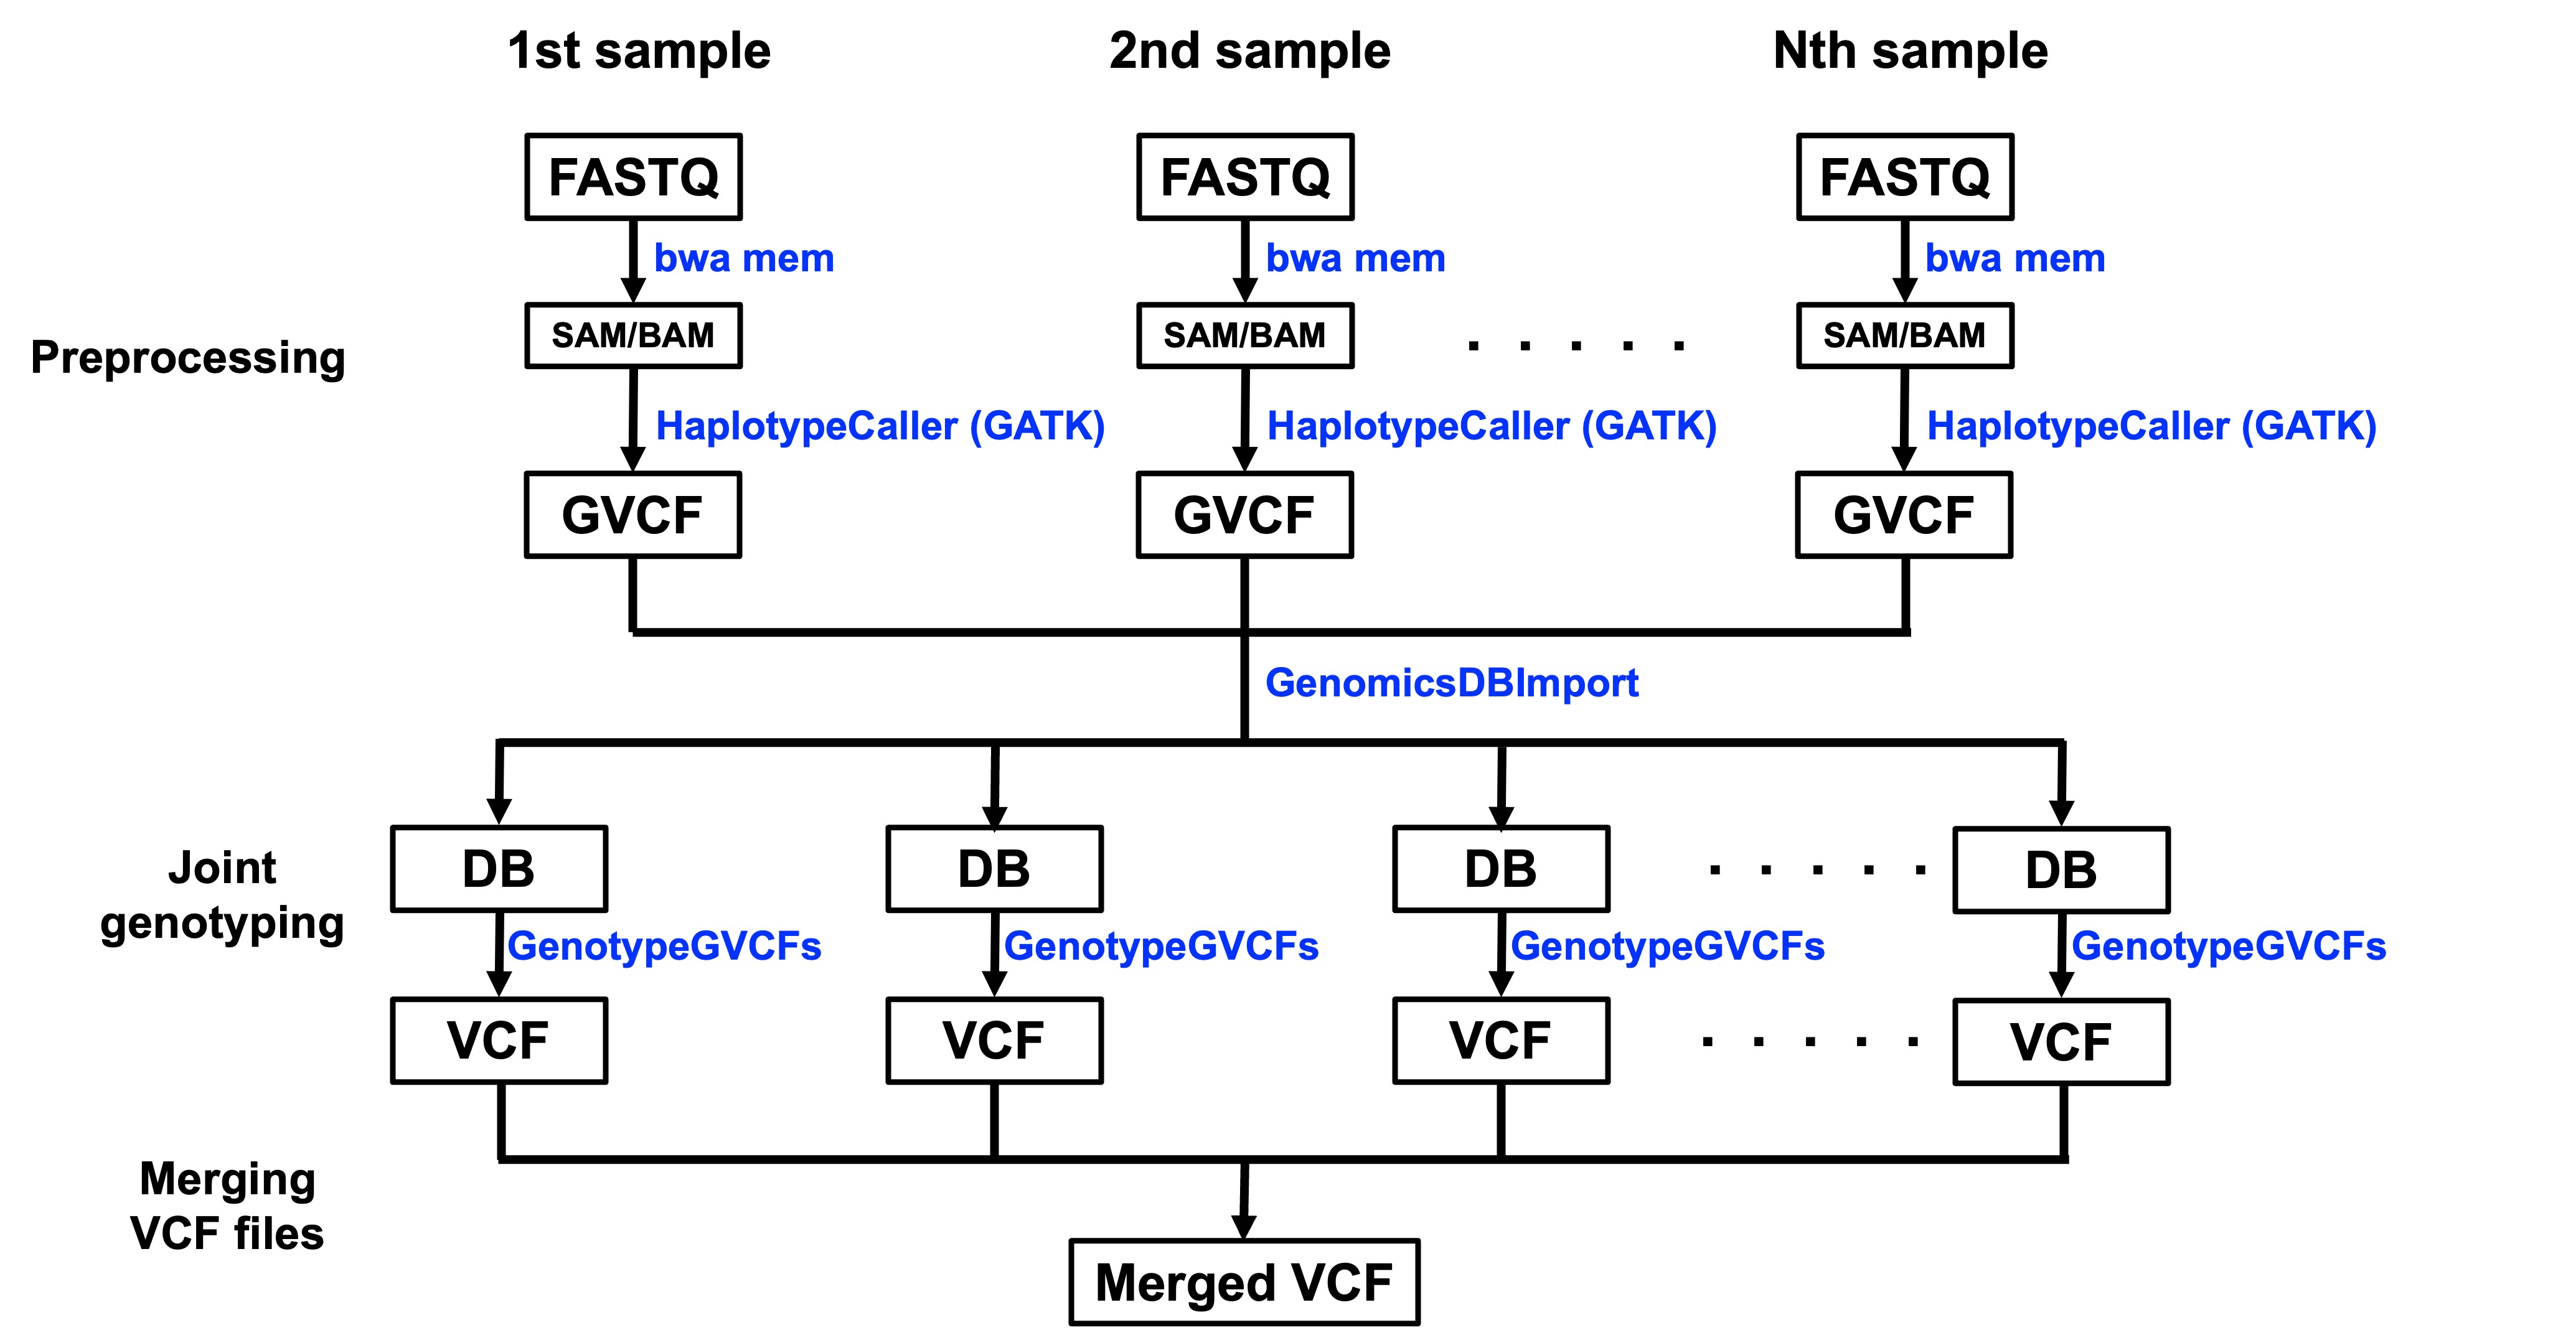 1st sample
2nd sample
Nth sample
FASTQ
FASTQ
FASTQ
bwa mem
bwa mem
bwa mem
Preprocessing
SAM/BAM
SAM/BAM
. . . . .
SAM/BAM
HaplotypeCaller (GATK)
HaplotypeCaller (GATK)
HaplotypeCaller (GATK)
GVCF
GVCF
GVCF
GenomicsDBImport
Joint
genotyping
DB
DB
DB
. . . . .
DB
GenotypeGVCFs
GenotypeGVCFs
GenotypeGVCFs
GenotypeGVCFs
VCF
VCF
VCF
. . . . .
VCF
Merging
VCF files
Merged VCF